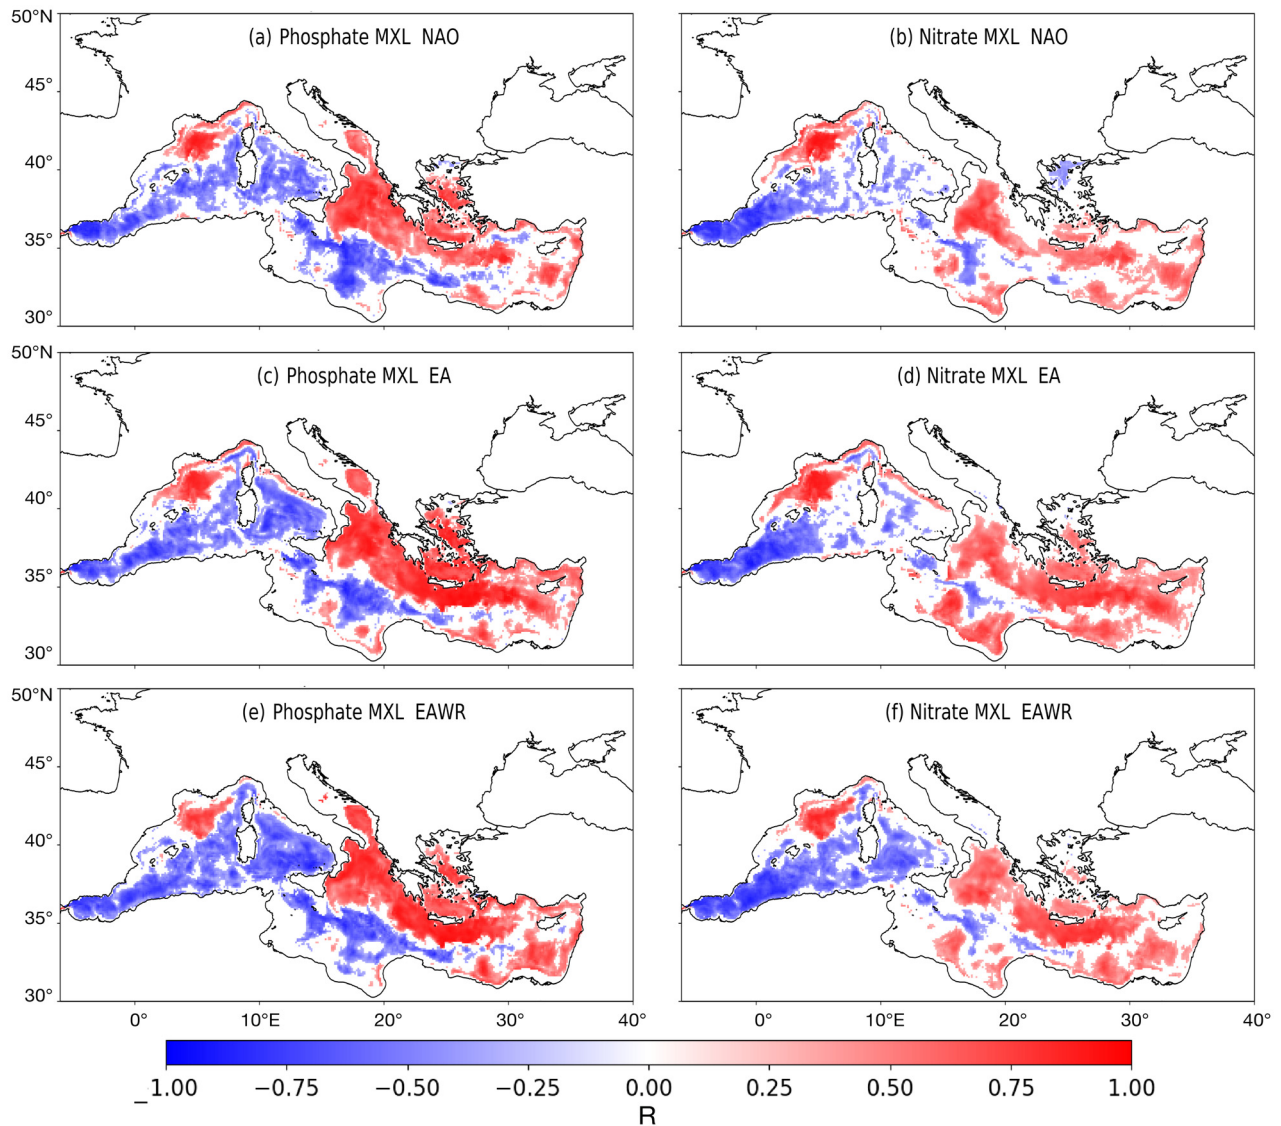 50°N
(a) Phosphate MXL NAO
(b) Nitrate MXL NAO
45°
40°
35°
30°
50°N
(c) Phosphate MXL EA
(d) Nitrate MXL EA
45°
40°
35°
30°
50°N
(e) Phosphate MXL EAWR
(f) Nitrate MXL EAWR
45°
40°
35°
30°
0° 10°E 20° 30° 40° 0° 10°E 20° 30° 40°
_1.00 −0.75 −0.50 −0.25 0.00 0.25 0.50 0.75 1.00
R